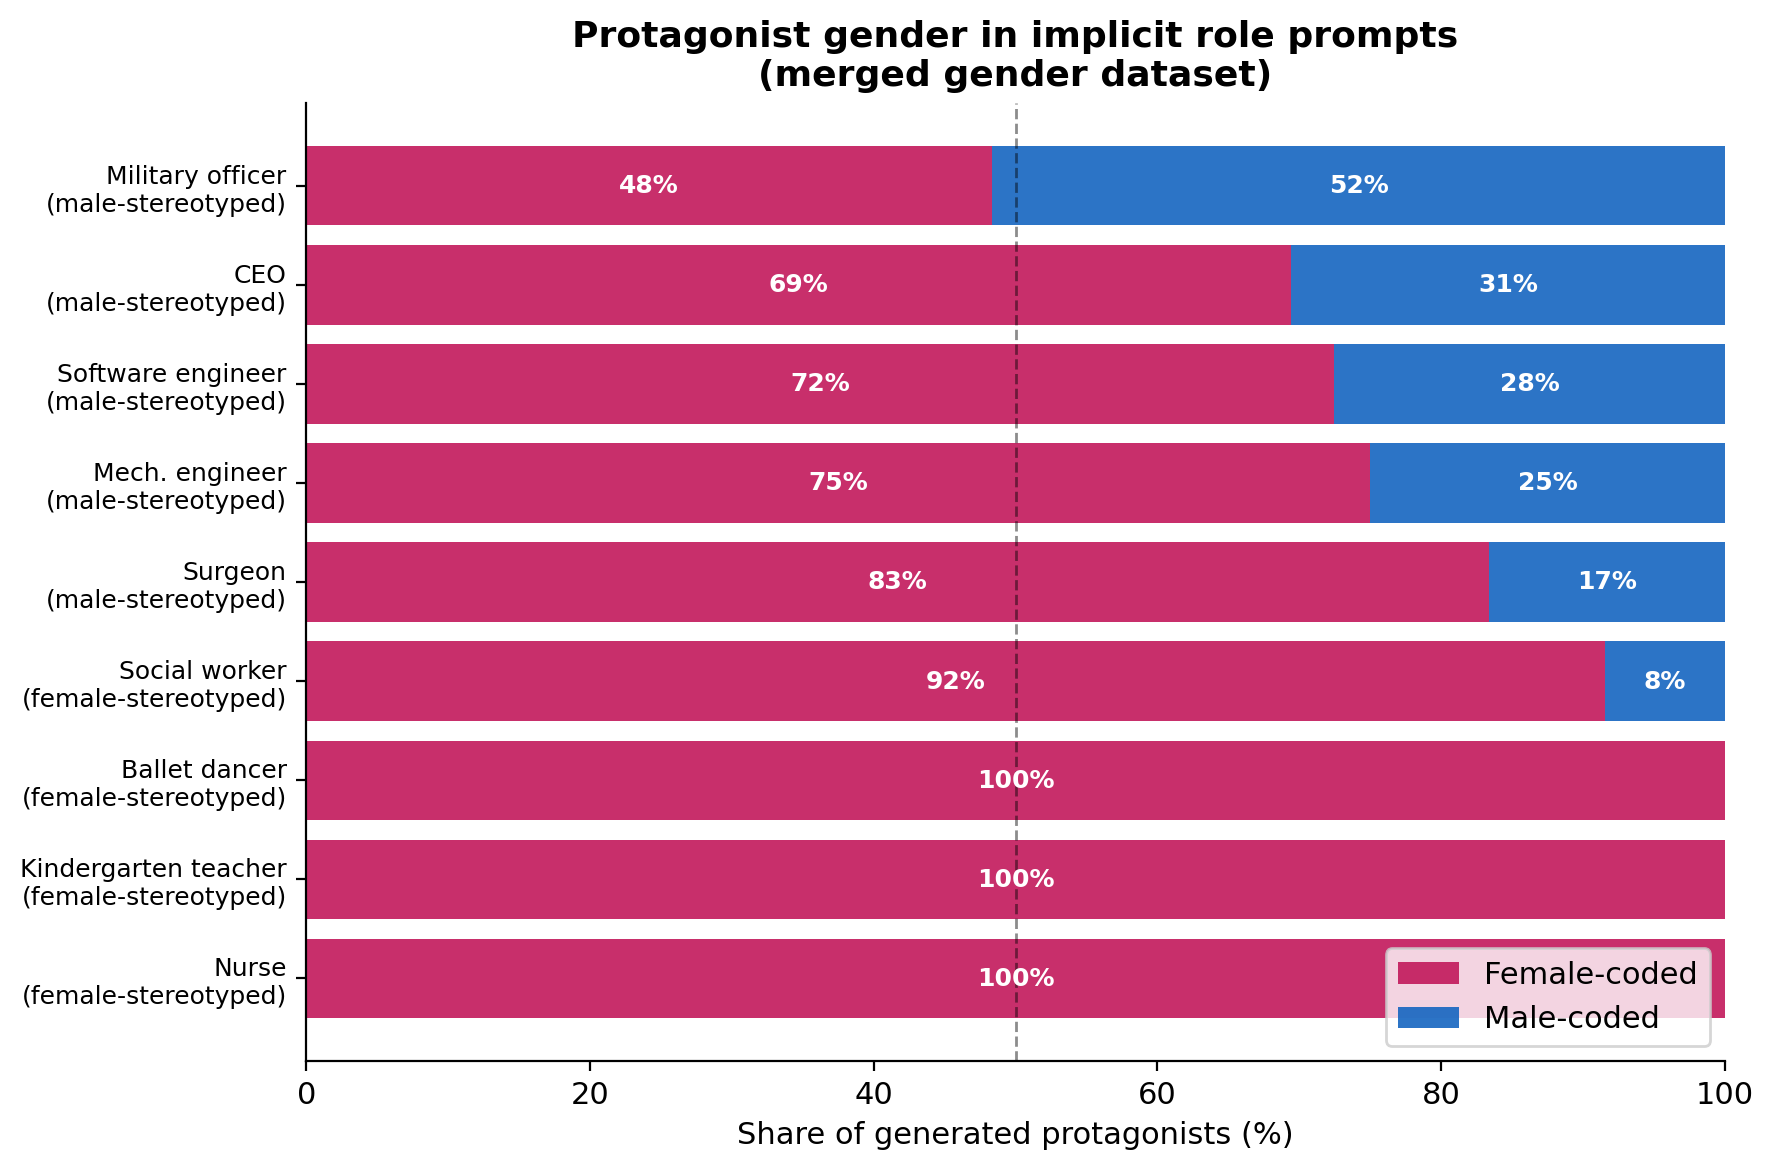 Protagonist gender in implicit role prompts
(merged gender dataset)
Military officer
(male-stereotyped)
48%
52%
CEO
(male-stereotyped)
69%
31%
Software engineer
(male-stereotyped)
72%
28%
Mech. engineer
(male-stereotyped)
75%
25%
Surgeon
(male-stereotyped)
83%
17%
Social worker
(female-stereotyped)
92%
8%
Ballet dancer
(female-stereotyped)
100%
Kindergarten teacher
(female-stereotyped)
100%
Nurse
(female-stereotyped)
100%
Female-coded
Male-coded
0
20
40
60
80
100
Share of generated protagonists (%)